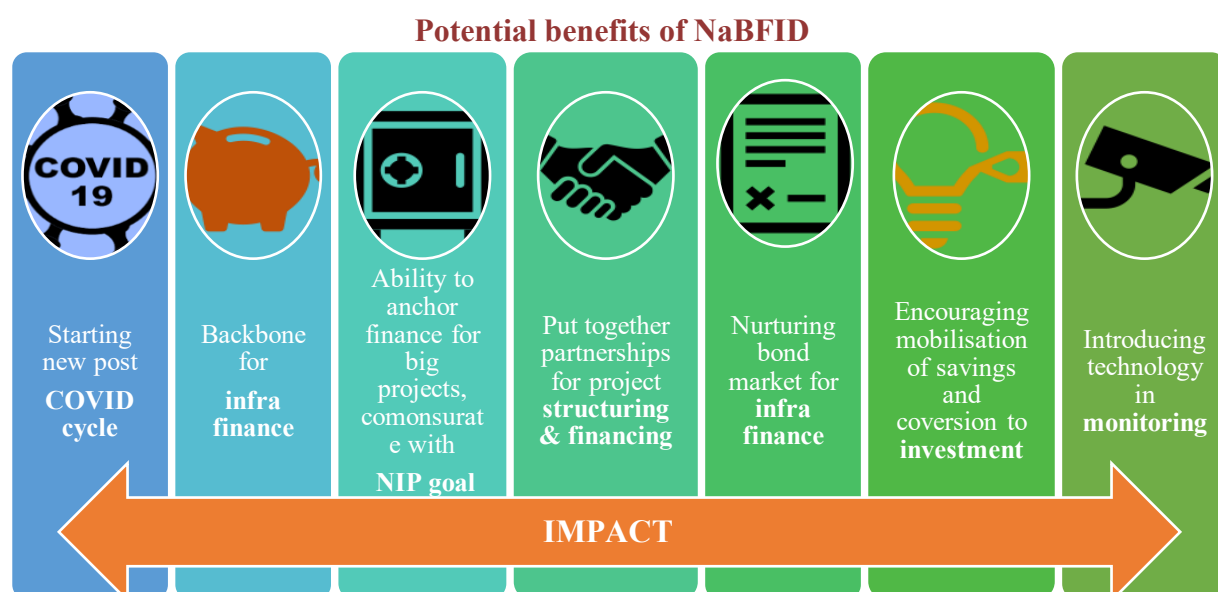 Potential benefits of NaBFID
COVID
19
Starting
new post
COVID
cycle
Backbone
for
infra
finance
Ability to
anchor
finance for
big
projects,
comonsurat
e with
NIP goal
Put together
partnerships
for project
structuring
& financing
Nurturing
bond
market for
infra
finance
Encouraging
mobilisation
of savings
and
coversion to
investment
Introducing
technology
in
monitoring
IMPACT